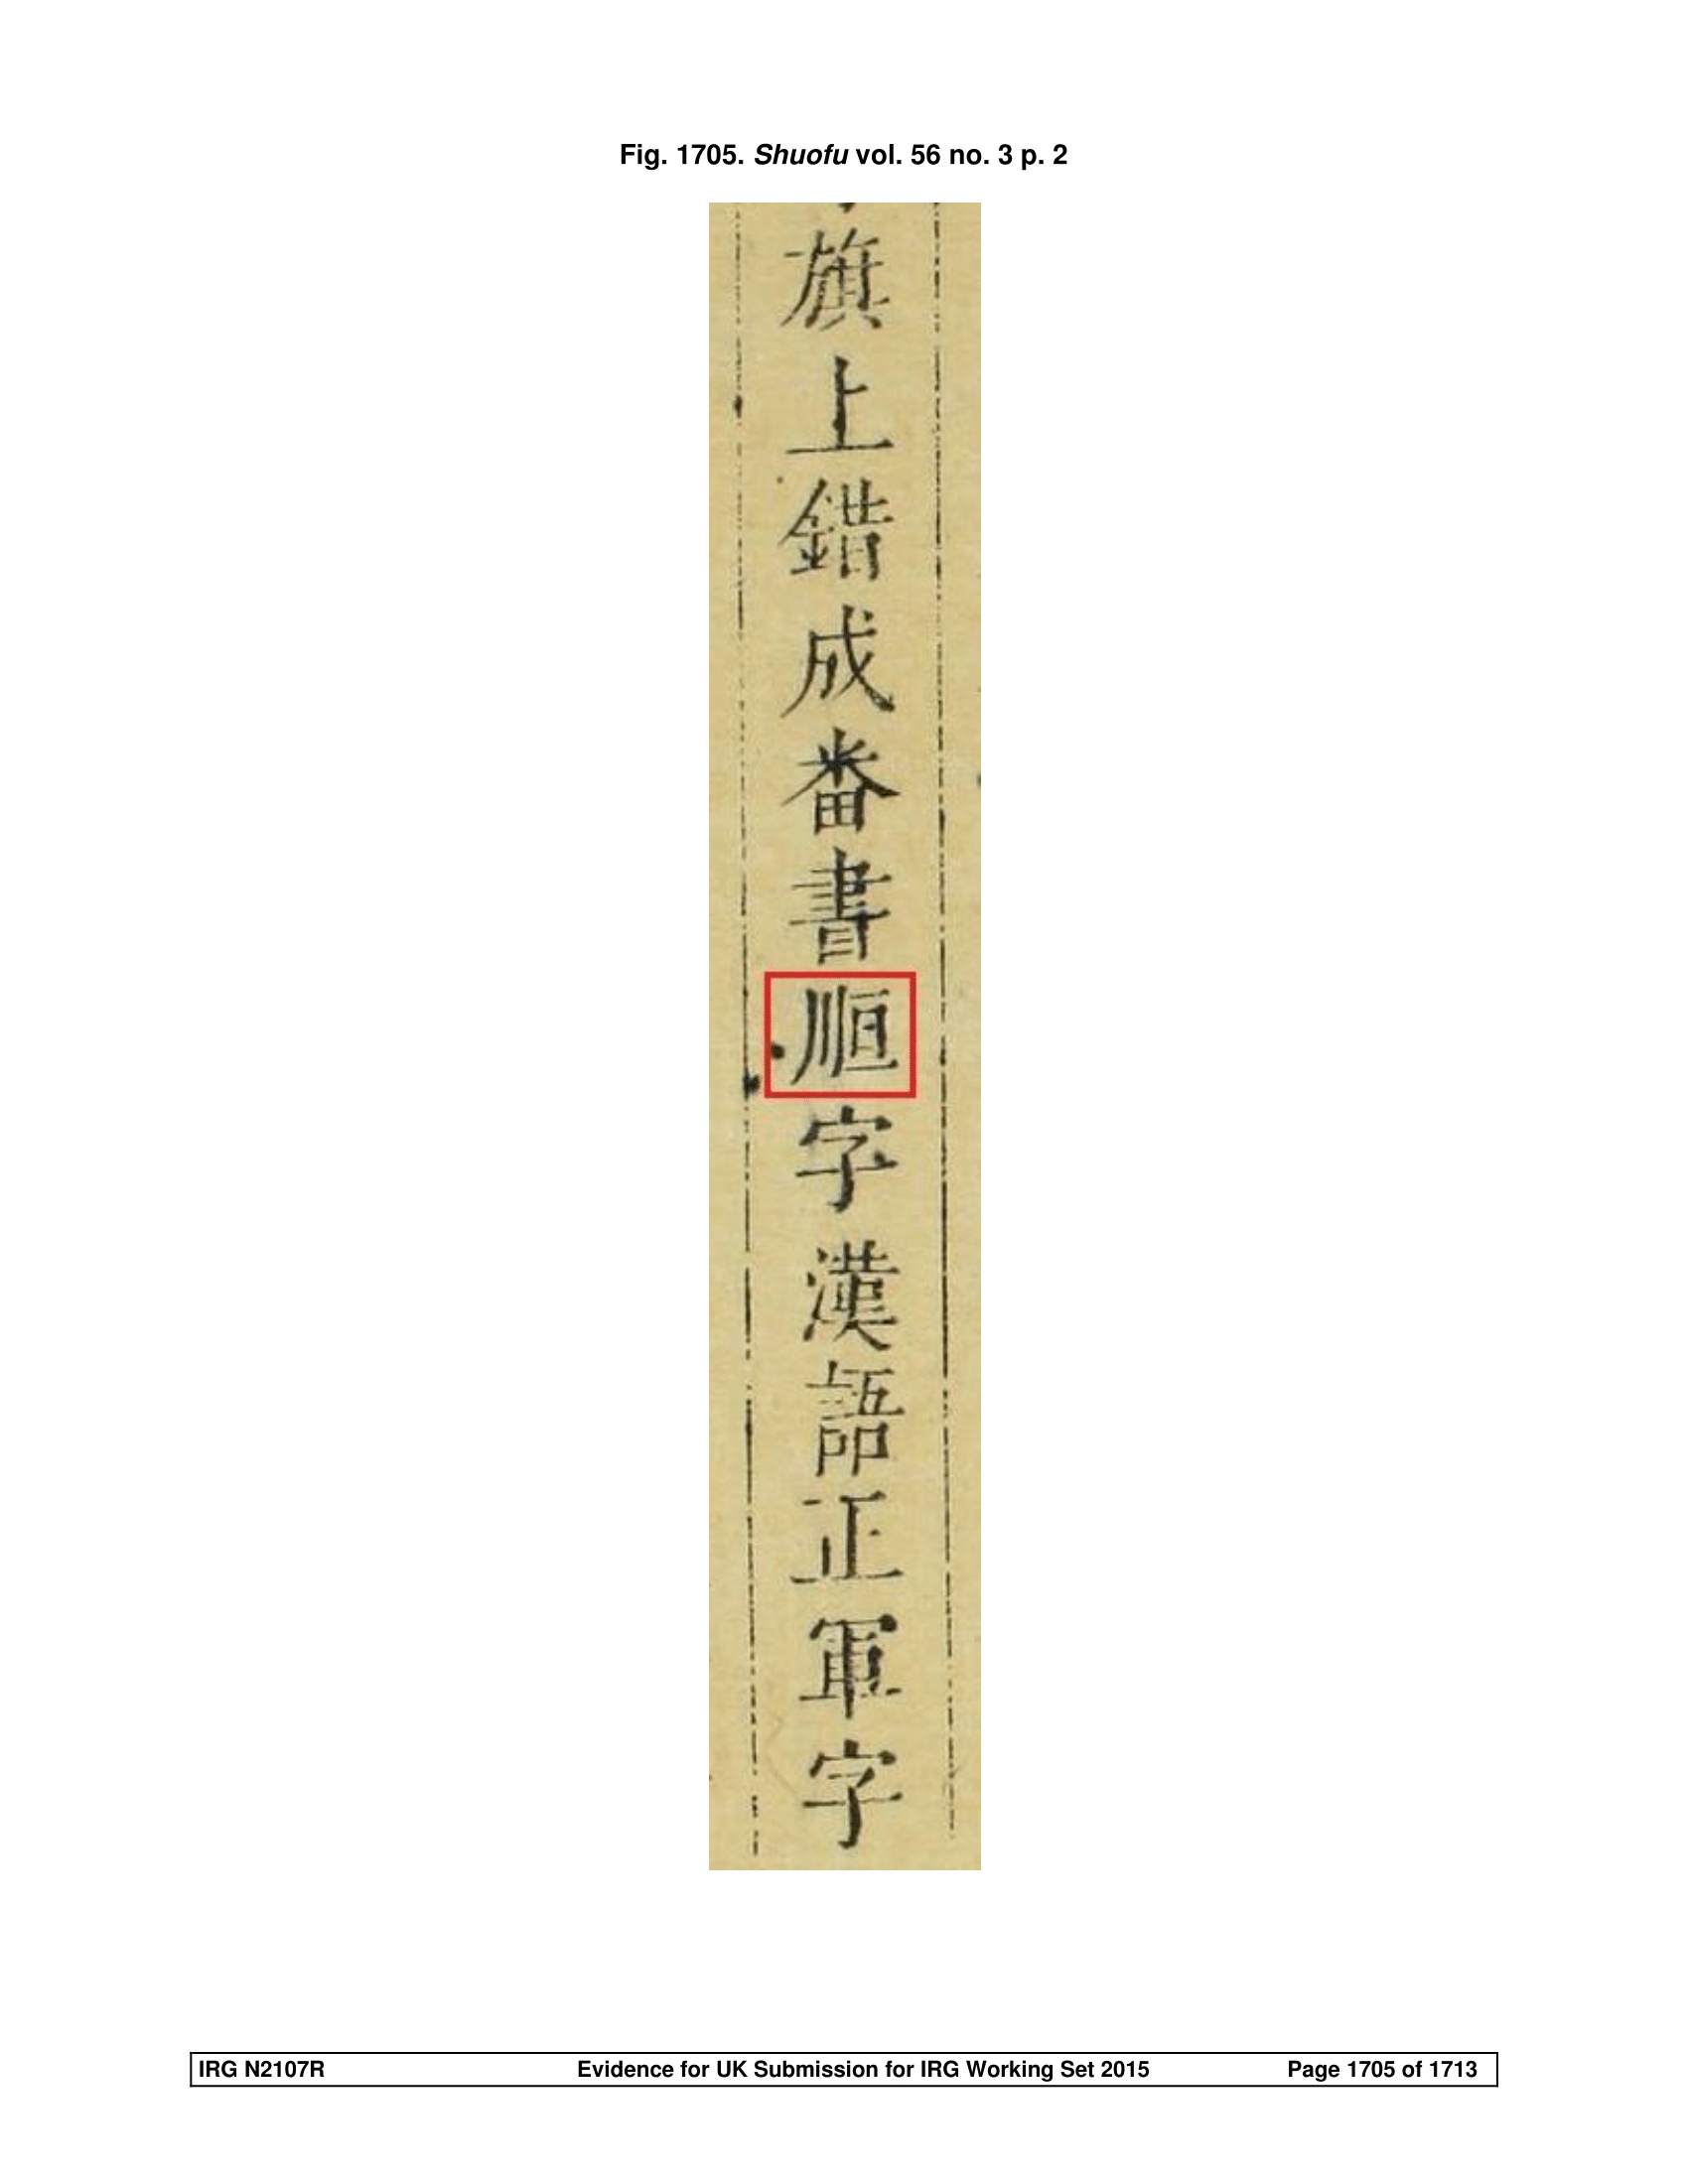 Fig. 1705. Shuofu vol. 56 no. 3 p. 2
旗上錯成畨書字漢語正軍字
IRG N2107R Evidence for UK Submission for IRG Working Set 2015 Page 1705 of 1713